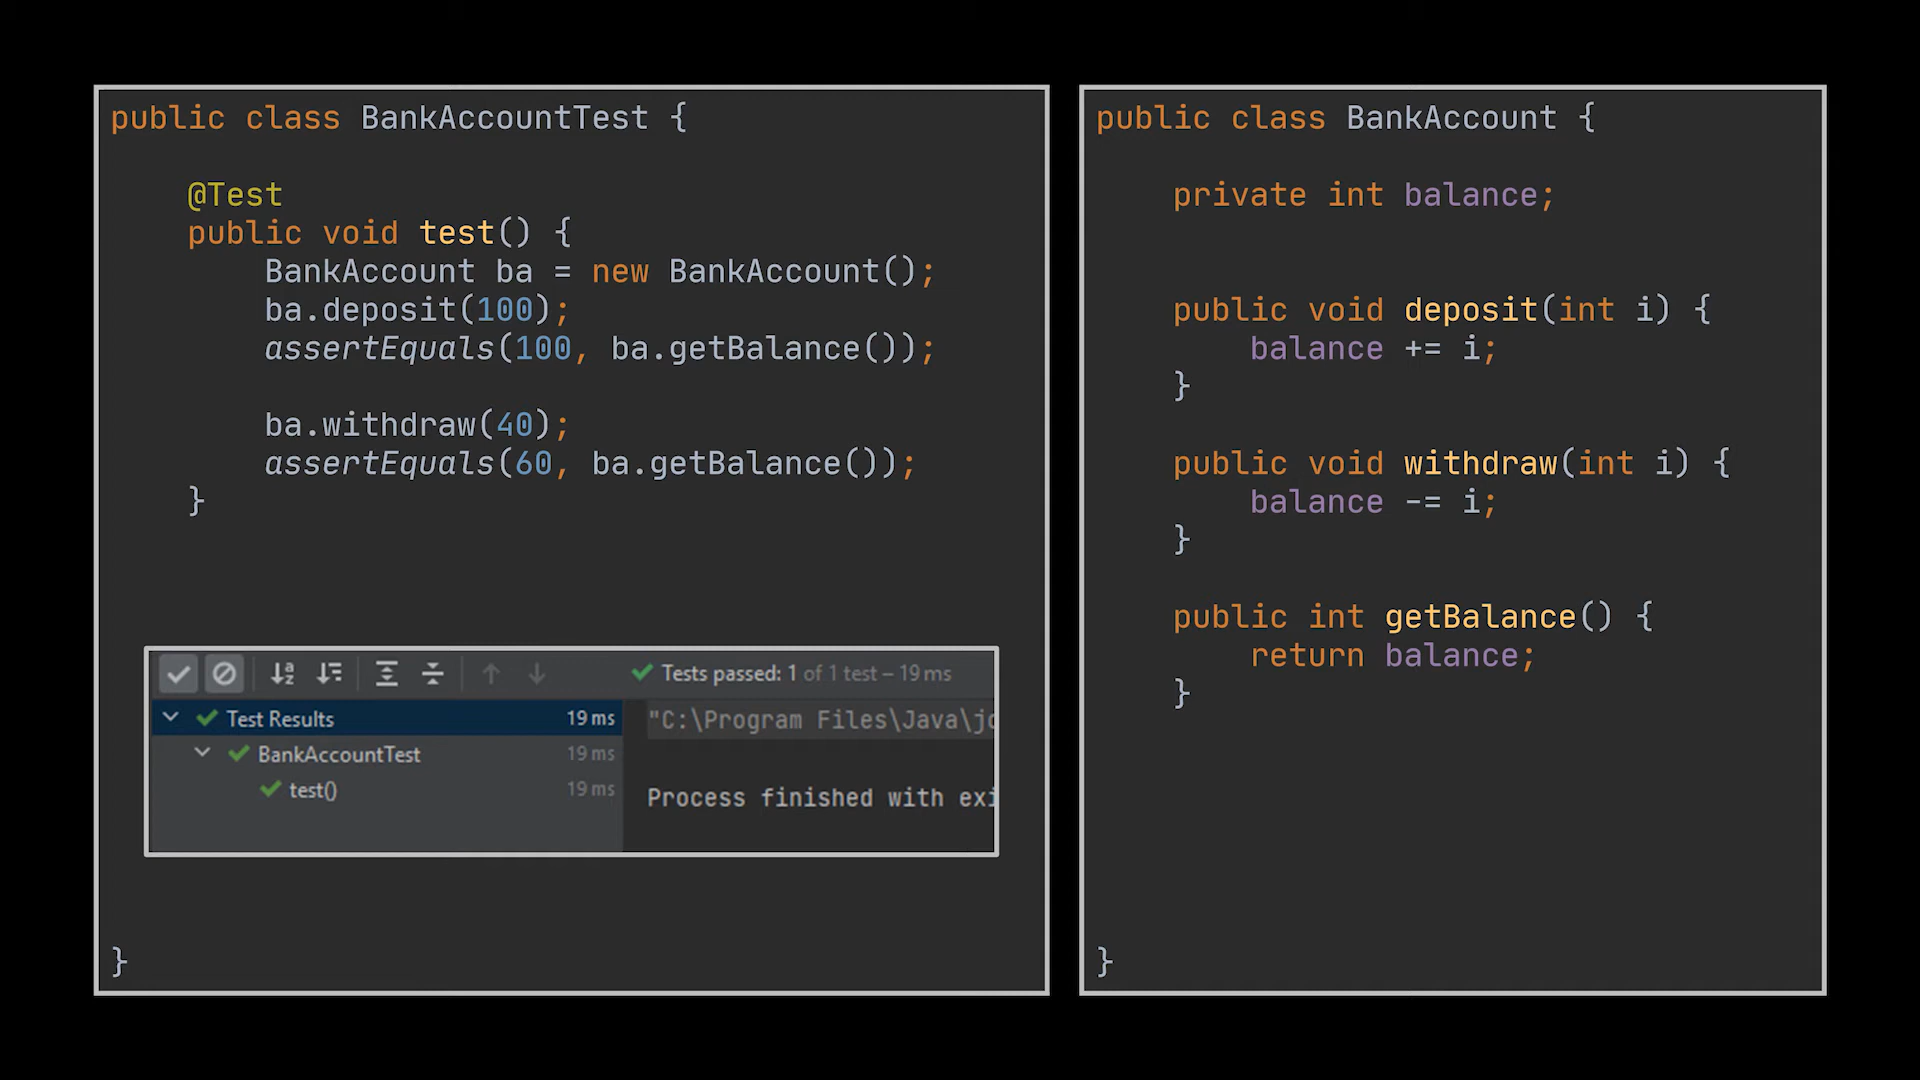 public class BankAccountTest {
@Test
public void test() {
BankAccount ba = new BankAccount();
ba.deposit(100);
assertEquals(100, ba.getBalance());
ba.withdraw(40);
assertEquals(60, ba.getBalance());
}
Tests passed: 1 of 1 test – 19 ms
Test Results 19 ms
BankAccountTest 19 ms
test() 19 ms
"C:\Program Files\Java\
Process finished with
}
public class BankAccount {
private int balance;
public void deposit(int i) {
balance += i;
}
public void withdraw(int i) {
balance -= i;
}
public int getBalance() {
return balance;
}
}